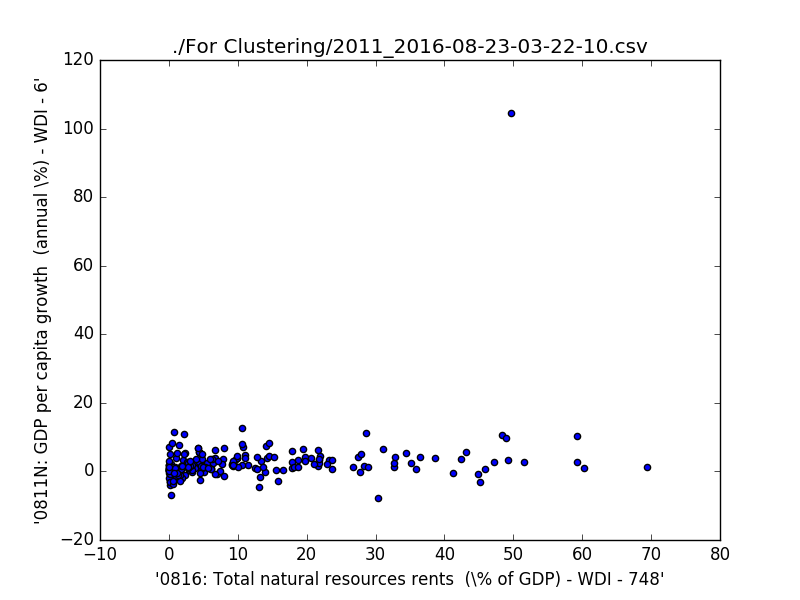 ./For Clustering/2011_2016-08-23-03-22-10.csv
120
100
80
60
40
20
0
−20
'0811N: GDP per capita growth  (annual \%) - WDI - 6'
−10 0 10 20 30 40 50 60 70 80
'0816: Total natural resources rents  (\% of GDP) - WDI - 748'